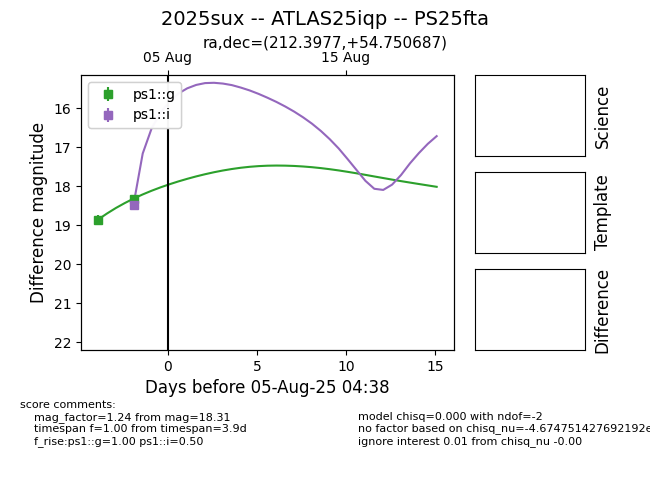 2025sux -- ATLAS25iqp -- PS25fta
ra,dec=(212.3977,+54.750687)
05 Aug
15 Aug
ps1::g
ps1::i
16
17
18
19
20
21
22
Difference magnitude
0
5
10
15
Days before 05-Aug-25 04:38
Science
Template
Difference
score comments:
mag_factor=1.24 from mag=18.31
timespan f=1.00 from timespan=3.9d
f_rise:ps1::g=1.00 ps1::i=0.50
model chisq=0.000 with ndof=-2
no factor based on chisq_nu=-4.674751427692192e
ignore interest 0.01 from chisq_nu -0.00